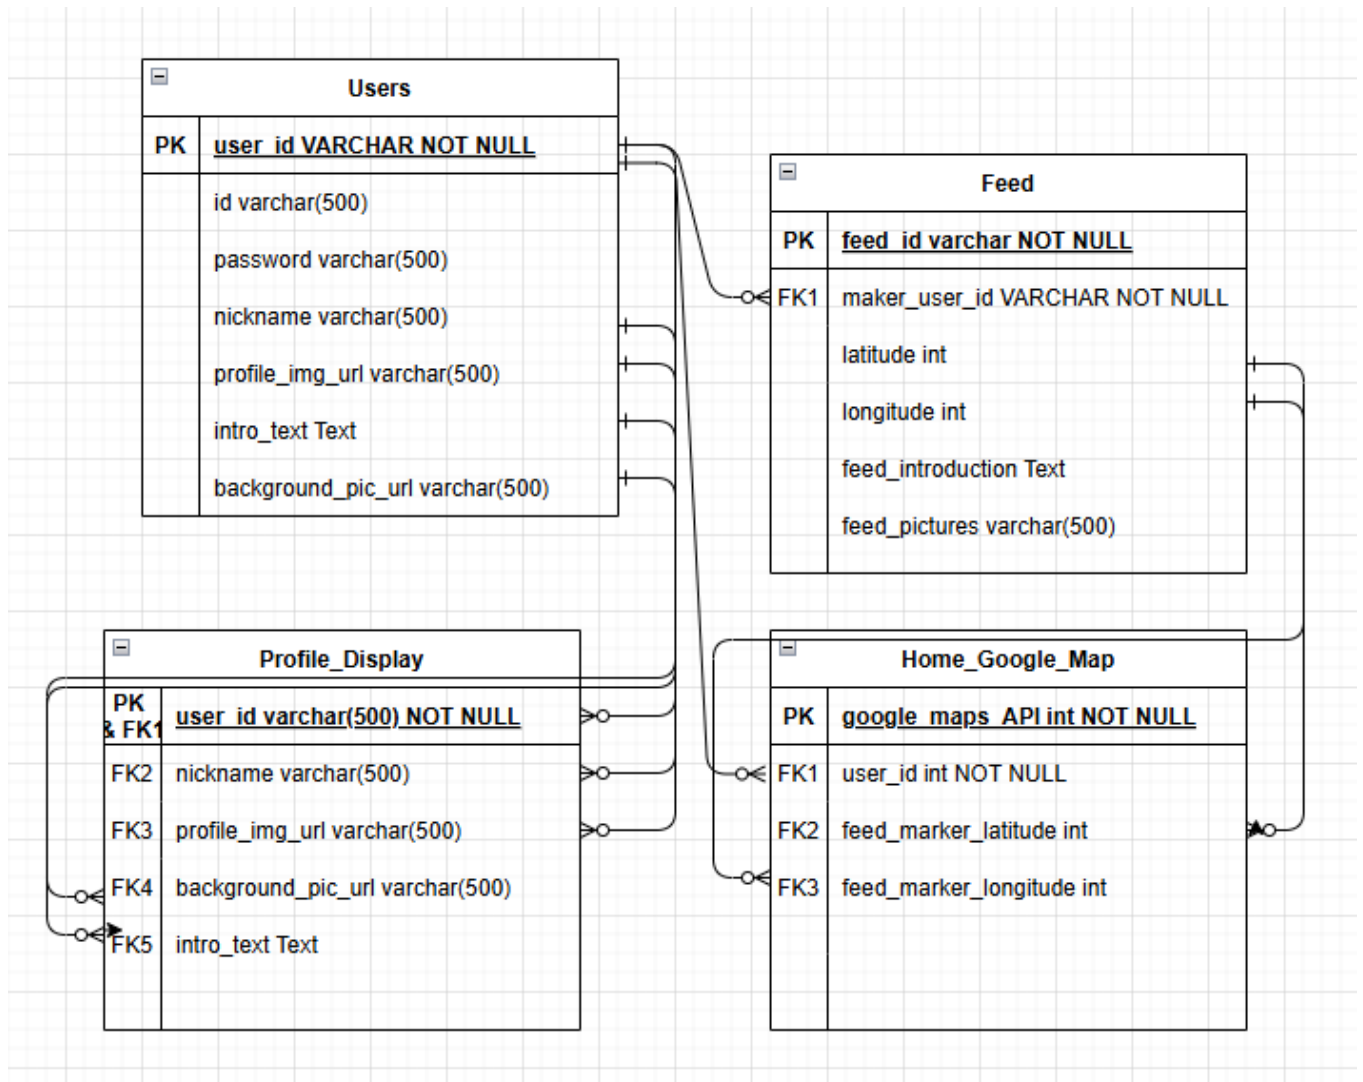 Users
PK user_id VARCHAR NOT NULL
id varchar(500)
password varchar(500)
nickname varchar(500)
profile_img_url varchar(500)
intro_text Text
background_pic_url varchar(500)
Feed
PK feed_id varchar NOT NULL
FK1 maker_user_id VARCHAR NOT NULL
latitude int
longitude int
feed_introduction Text
feed_pictures varchar(500)
Profile_Display
PK
& FK1 user_id varchar(500) NOT NULL
FK2 nickname varchar(500)
FK3 profile_img_url varchar(500)
FK4 background_pic_url varchar(500)
FK5 intro_text Text
Home_Google_Map
PK google_maps_API int NOT NULL
FK1 user_id int NOT NULL
FK2 feed_marker_latitude int
FK3 feed_marker_longitude int